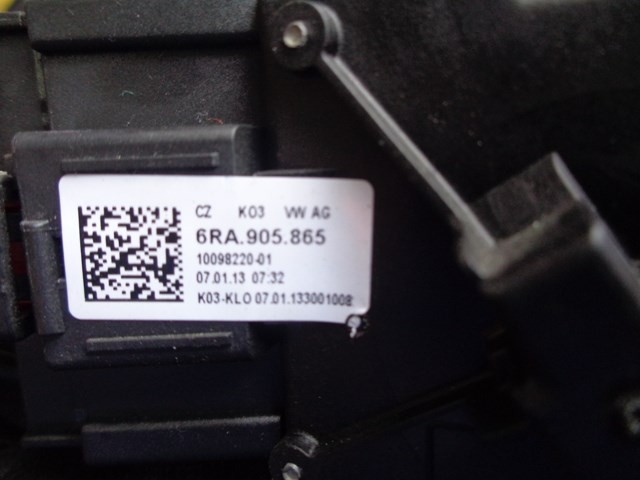 CZ K03 VW AG
6RA.905.865
10098220-01
07.01.13 07:32
K03-KLO 07.01.133001008